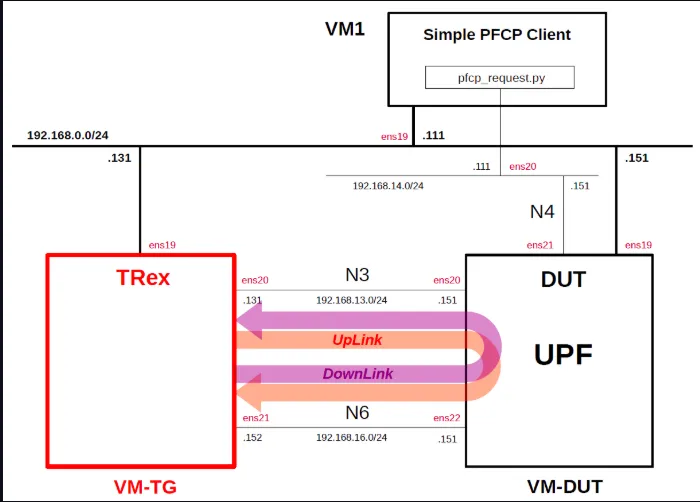 VM1
Simple PFCP Client
pfcp_request.py
192.168.0.0/24
ens19
.111
.131
.151
.111
ens20
192.168.14.0/24
.151
N4
ens19
ens21
ens19
TRex
DUT
UPF
ens20
N3
ens20
.131
192.168.13.0/24
.151
UpLink
DownLink
ens21
N6
ens22
.152
192.168.16.0/24
.151
VM-TG
VM-DUT